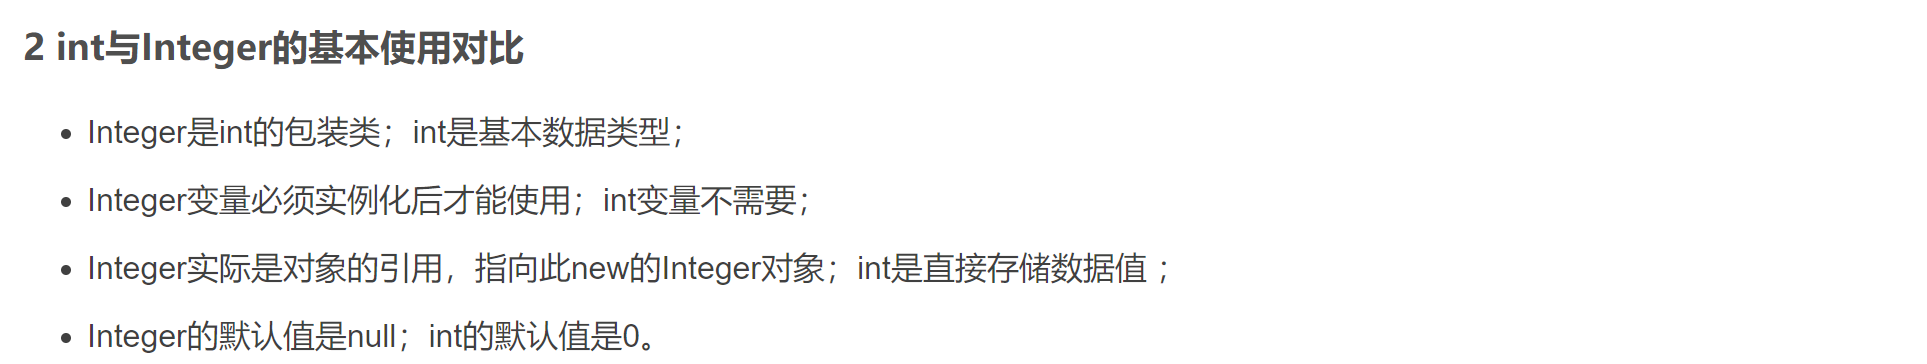 2 int与Integer的基本使用对比
• Integer是int的包装类；int是基本数据类型；
• Integer变量必须实例化后才能使用；int变量不需要；
• Integer实际是对象的引用，指向此new的Integer对象；int是直接存储数据值 ；
• Integer的默认值是null；int的默认值是0。